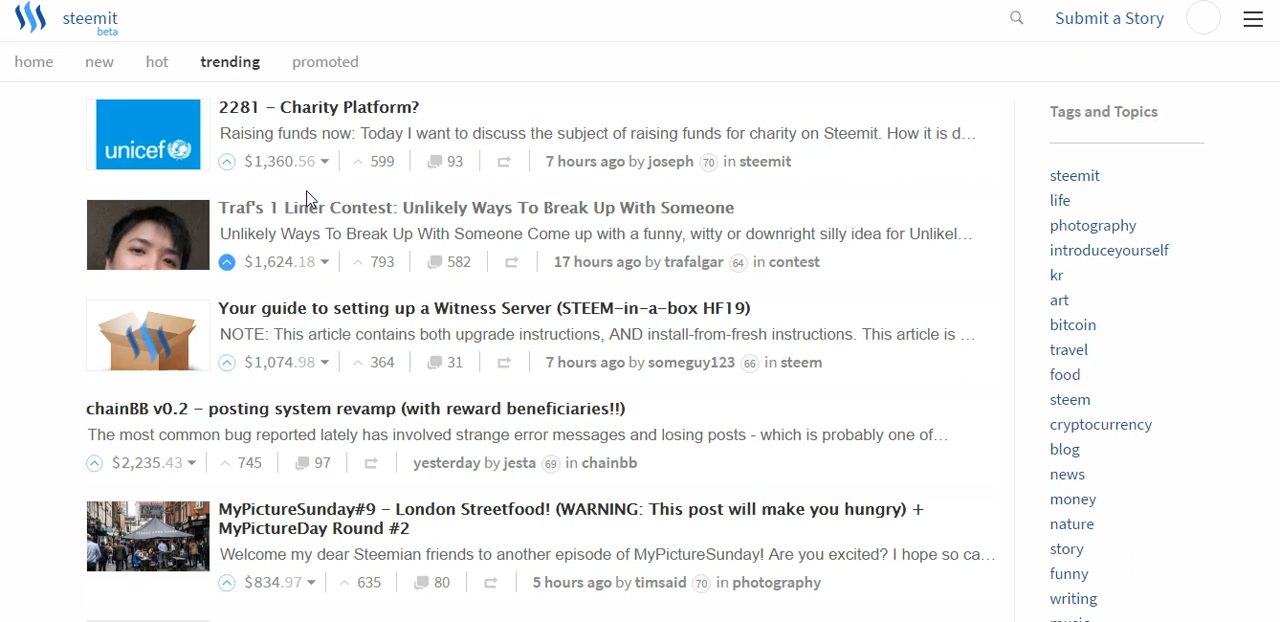 steemit
beta
Submit a Story
home new hot trending promoted
2281 – Charity Platform?
Raising funds now: Today I want to discuss the subject of raising funds for charity on Steemit. How it is d...
$1,360.56 599 93 7 hours ago by joseph 70 in steemit
unicef
Traf's 1 Liner Contest: Unlikely Ways To Break Up With Someone
Unlikely Ways To Break Up With Someone Come up with a funny, witty or downright silly idea for Unlikel...
$1,624.18 793 582 17 hours ago by trafalgar 64 in contest
Your guide to setting up a Witness Server (STEEM-in-a-box HF19)
NOTE: This article contains both upgrade instructions, AND install-from-fresh instructions. This article is ...
$1,074.98 364 31 7 hours ago by someguy123 66 in steem
chainBB v0.2 – posting system revamp (with reward beneficiaries!!)
The most common bug reported lately has involved strange error messages and losing posts - which is probably one of...
$2,235.43 745 97 yesterday by jesta 69 in chainbb
MyPictureSunday#9 – London Streetfood! (WARNING: This post will make you hungry) +
MyPictureDay Round #2
Welcome my dear Steemian friends to another episode of MyPictureSunday! Are you excited? I hope so ca...
$834.97 635 80 5 hours ago by timsaid 70 in photography
Tags and Topics
steemit
life
photography
introduceyourself
kr
art
bitcoin
travel
food
steem
cryptocurrency
blog
news
money
nature
story
funny
writing